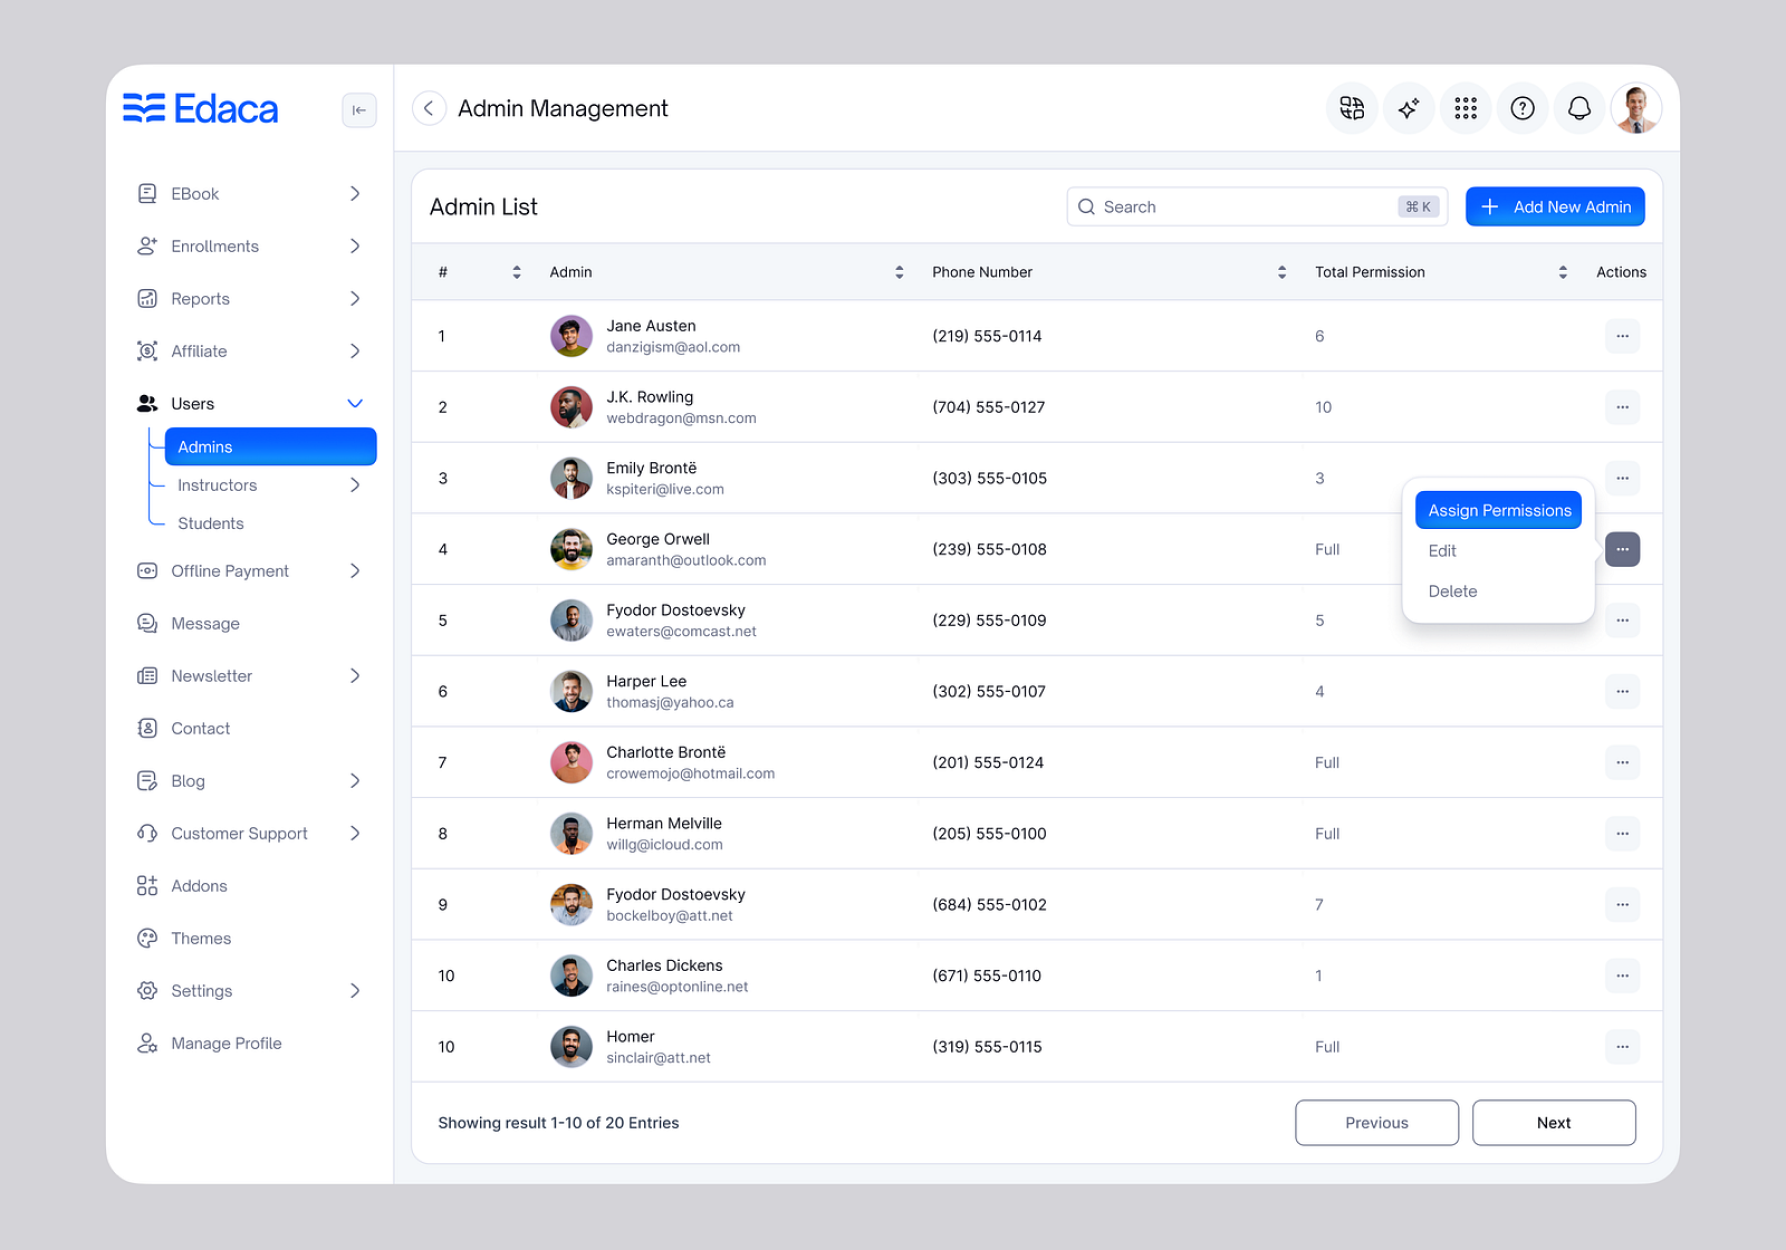 Edaca
Admin Management
EBook
Enrollments
Reports
Affiliate
Users
Admins
Instructors
Students
Offline Payment
Message
Newsletter
Contact
Blog
Customer Support
Addons
Themes
Settings
Manage Profile
Admin List
Search
⌘ K
Add New Admin
# Admin Phone Number Total Permission Actions
1 Jane Austen (219) 555-0114 6
danzigism@aol.com
2 J.K. Rowling (704) 555-0127 10
webdragon@msn.com
3 Emily Brontë (303) 555-0105 3
kspiteri@live.com
4 George Orwell (239) 555-0108 Full
amaranth@outlook.com
Assign Permissions
Edit
Delete
5 Fyodor Dostoevsky (229) 555-0109 5
ewaters@comcast.net
6 Harper Lee (302) 555-0107 4
thomasj@yahoo.ca
7 Charlotte Brontë (201) 555-0124 Full
crowemojo@hotmail.com
8 Herman Melville (205) 555-0100 Full
willg@icloud.com
9 Fyodor Dostoevsky (684) 555-0102 7
bockelboy@att.net
10 Charles Dickens (671) 555-0110 1
raines@optonline.net
10 Homer (319) 555-0115 Full
sinclair@att.net
Showing result 1-10 of 20 Entries
Previous
Next